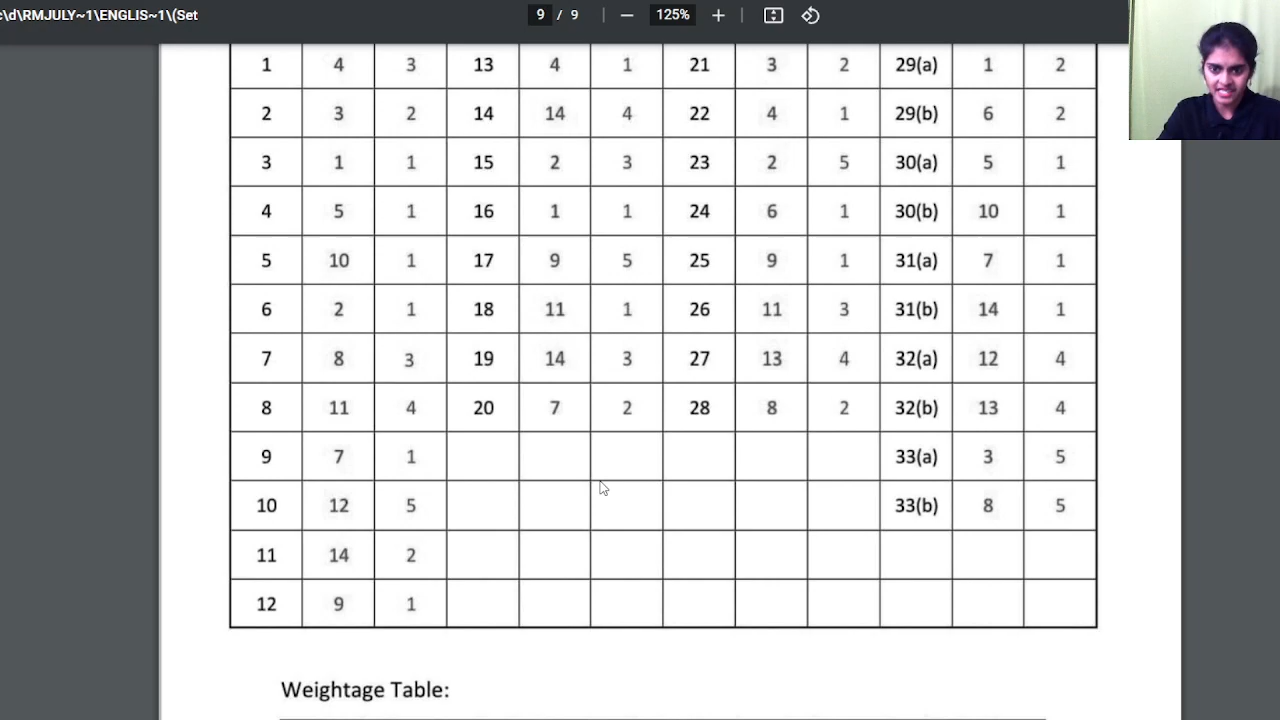 c\d\RMJULY~1\ENGLIS~1\(Set 9 / 9 125%
1 4 3 13 4 1 21 3 2 29(a) 1 2
2 3 2 14 14 4 22 4 1 29(b) 6 2
3 1 1 15 2 3 23 2 5 30(a) 5 1
4 5 1 16 1 1 24 6 1 30(b) 10 1
5 10 1 17 9 5 25 9 1 31(a) 7 1
6 2 1 18 11 1 26 11 3 31(b) 14 1
7 8 3 19 14 3 27 13 4 32(a) 12 4
8 11 4 20 7 2 28 8 2 32(b) 13 4
9 7 1 33(a) 3 5
10 12 5 33(b) 8 5
11 14 2
12 9 1
Weightage Table: